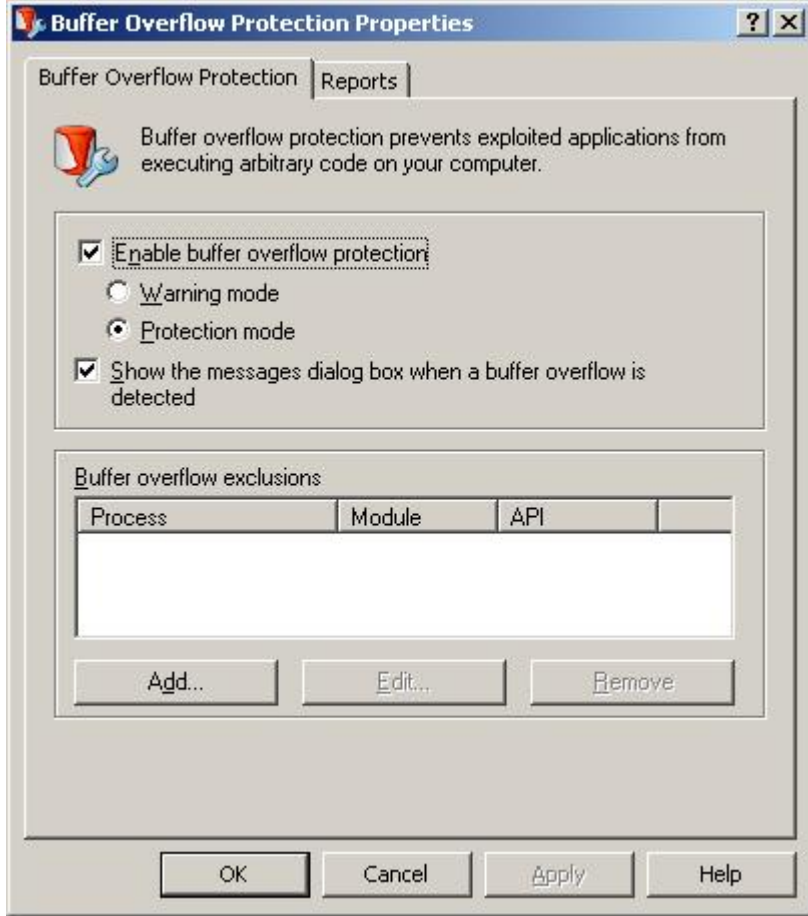 Buffer Overflow Protection Properties
Buffer Overflow Protection
Reports
Buffer overflow protection prevents exploited applications from
executing arbitrary code on your computer.
Enable buffer overflow protection
Warning mode
Protection mode
Show the messages dialog box when a buffer overflow is
detected
Buffer overflow exclusions
Process Module API
Add... Edit... Remove
OK Cancel Apply Help